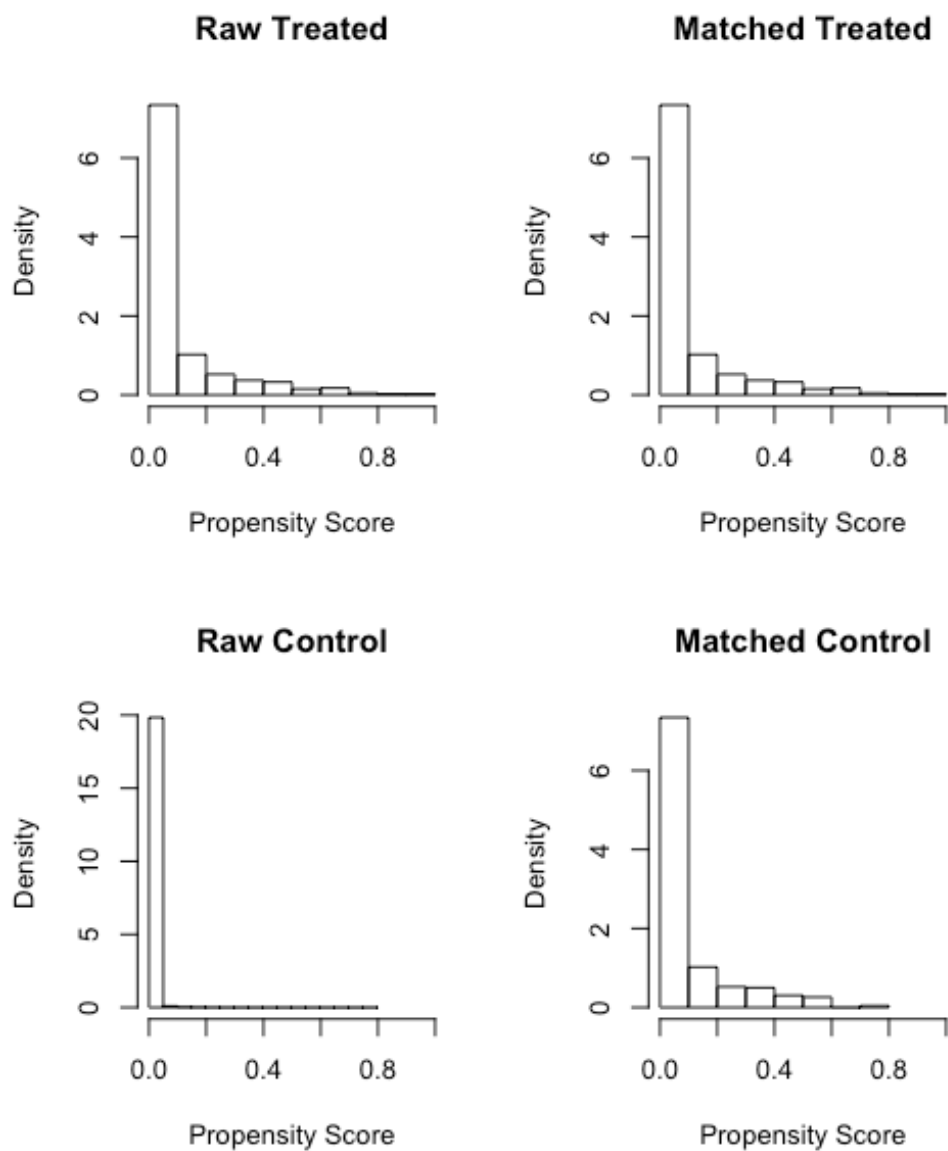 Raw Treated
Density
0 2 4 6
0.0 0.4 0.8
Propensity Score
Matched Treated
Density
0 2 4 6
0.0 0.4 0.8
Propensity Score
Raw Control
Density
0 5 10 15 20
0.0 0.4 0.8
Propensity Score
Matched Control
Density
0 2 4 6
0.0 0.4 0.8
Propensity Score